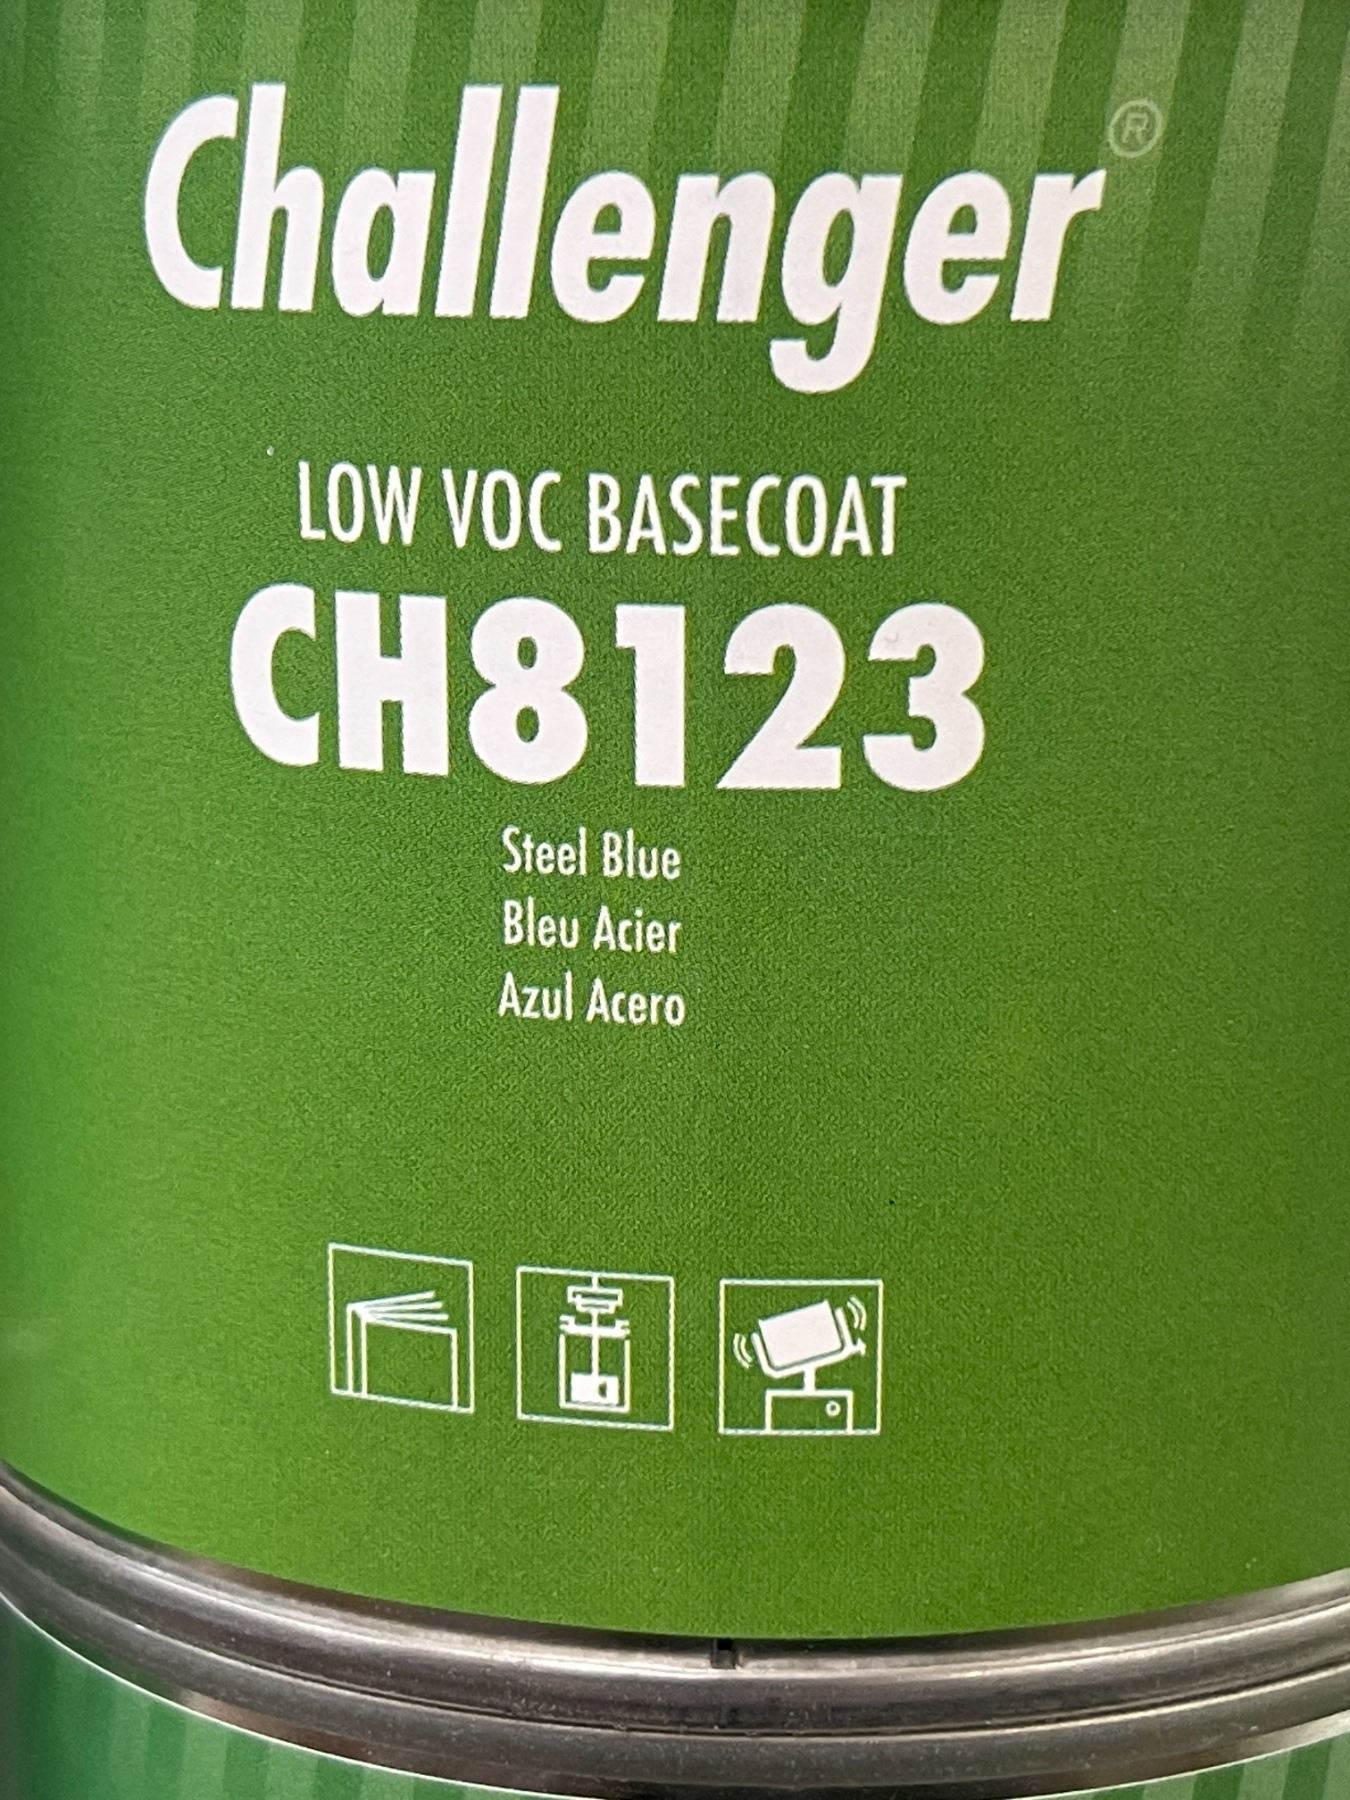 Challenger®
LOW VOC BASECOAT
CH8123
Steel Blue
Bleu Acier
Azul Acero